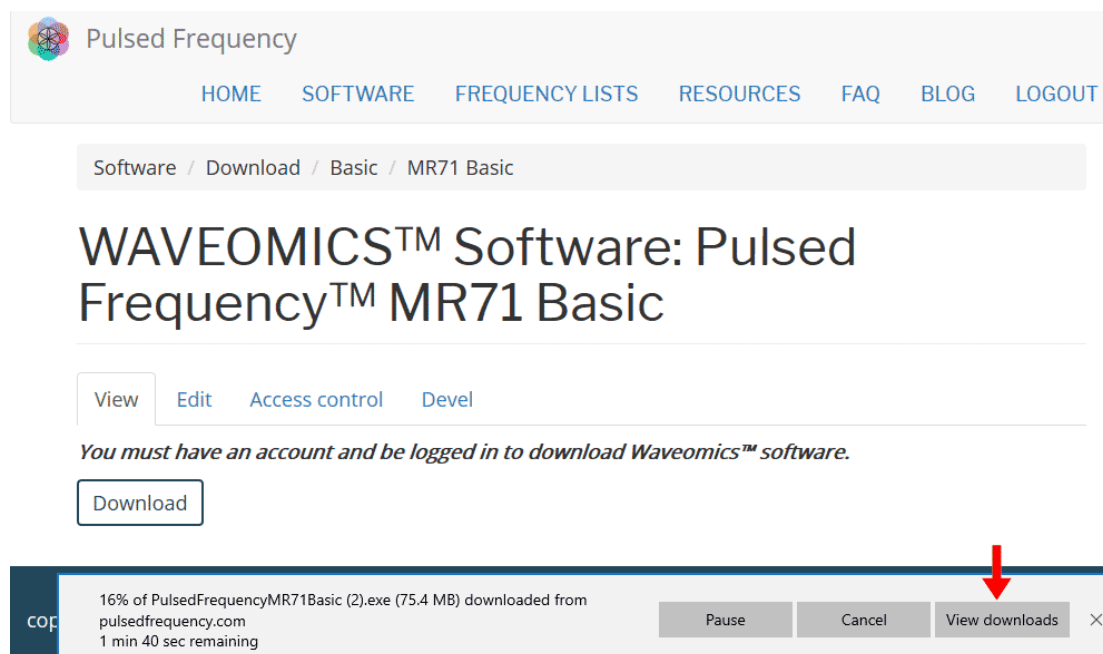 Pulsed Frequency
HOME SOFTWARE FREQUENCY LISTS RESOURCES FAQ BLOG LOGOUT
Software / Download / Basic / MR71 Basic
WAVEOMICS™ Software: Pulsed
Frequency™ MR71 Basic
View Edit Access control Devel
You must have an account and be logged in to download Waveomics™ software.
Download
cop
16% of PulsedFrequencyMR71Basic (2).exe (75.4 MB) downloaded from
pulsedfrequency.com
1 min 40 sec remaining
Pause Cancel View downloads